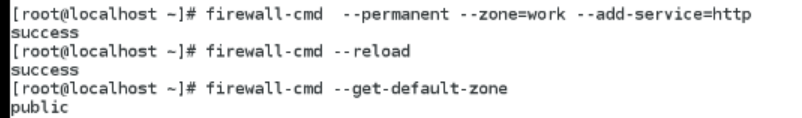 [root@localhost ~]# firewall-cmd  --permanent --zone=work --add-service=http
success
[root@localhost ~]# firewall-cmd --reload
success
[root@localhost ~]# firewall-cmd --get-default-zone
public